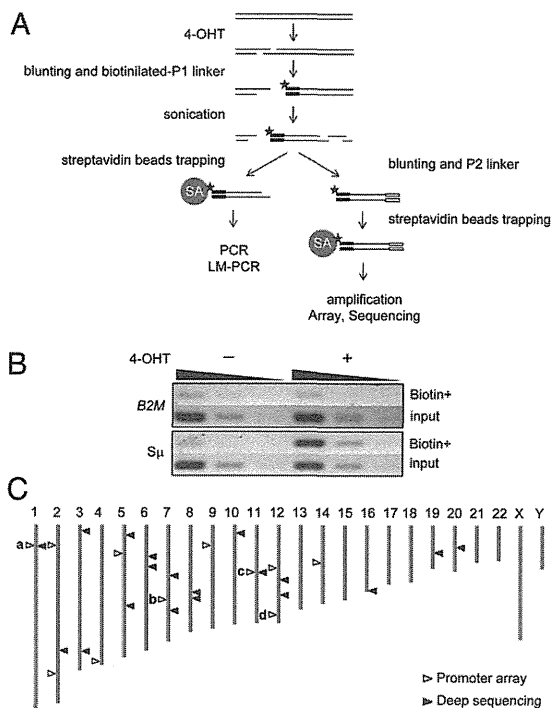 A
4-OHT
blunting and biotinilated-P1 linker
sonication
streptavidin beads trapping
blunting and P2 linker
SA
streptavidin beads trapping
SA
PCR
LM-PCR
amplification
Array, Sequencing
B
4-OHT − +
B2M
Biotin+
input
Sμ
Biotin+
input
C
1 2 3 4 5 6 7 8 9 10 11 12 13 14 15 16 17 18 19 20 21 22 X Y
a
b
c
d
Promoter array
Deep sequencing